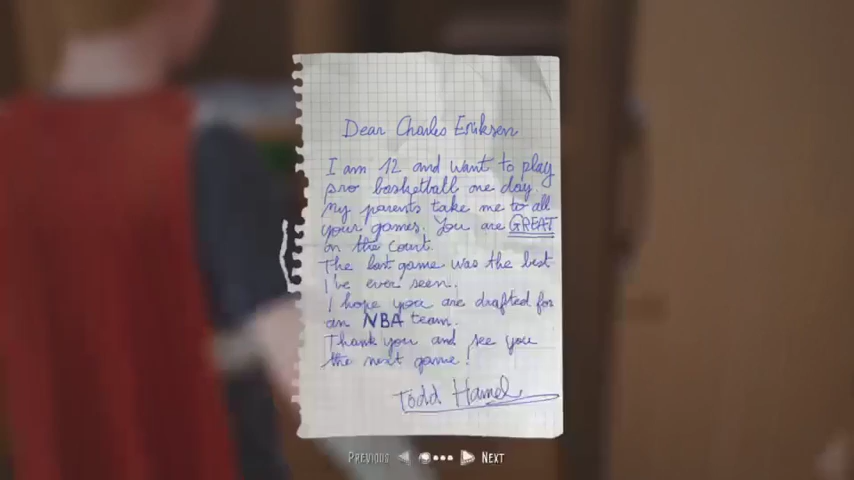 Dear Charles Eriksen
I am 12 and want to play
pro basketball one day.
My parents take me to all
your games. You are GREAT
on the court.
The last game was the best
I've ever seen.
I hope you are drafted for
an NBA team.
Thank you and see you
the next game!
Todd Hamel
PREVIOUS NEXT